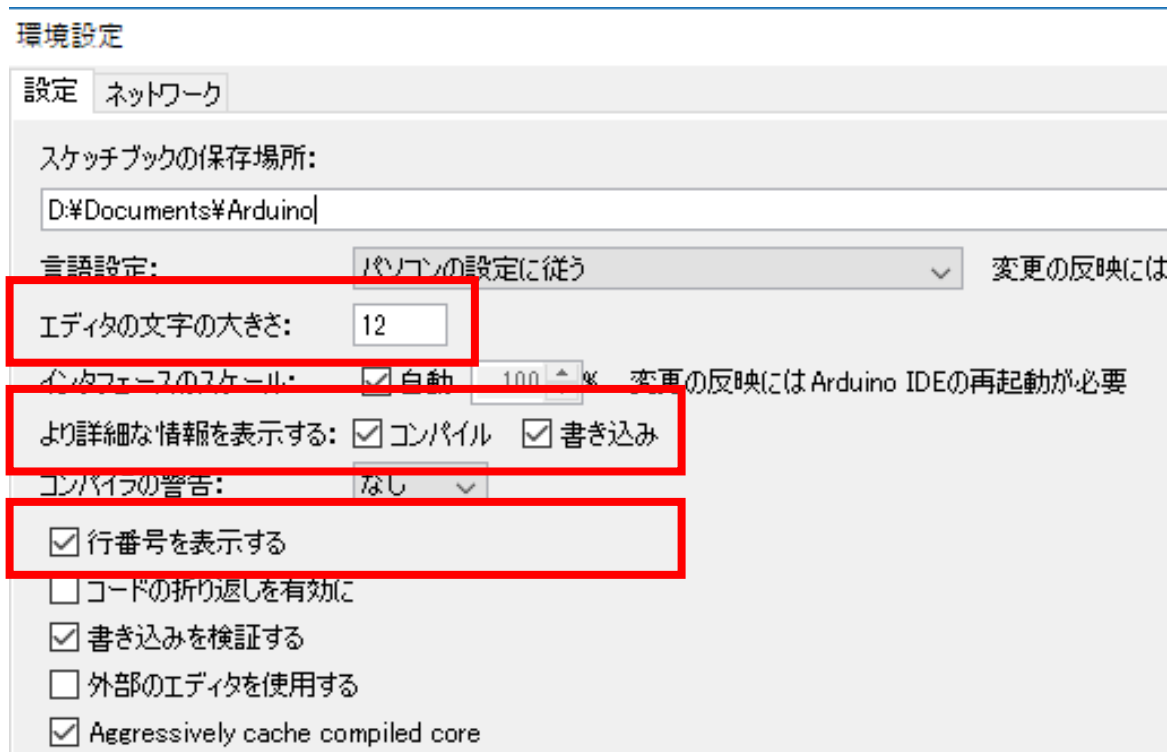 環境設定
設定 ネットワーク
スケッチブックの保存場所:
D:¥Documents¥Arduino
言語設定: パソコンの設定に従う 変更の反映には
エディタの文字の大きさ: 12
インタフェースのスケール: 自動 100 % 変更の反映にはArduino IDEの再起動が必要
より詳細な情報を表示する: コンパイル 書き込み
コンパイラの警告: なし
行番号を表示する
コードの折り返しを有効に
書き込みを検証する
外部のエディタを使用する
Aggressively cache compiled core